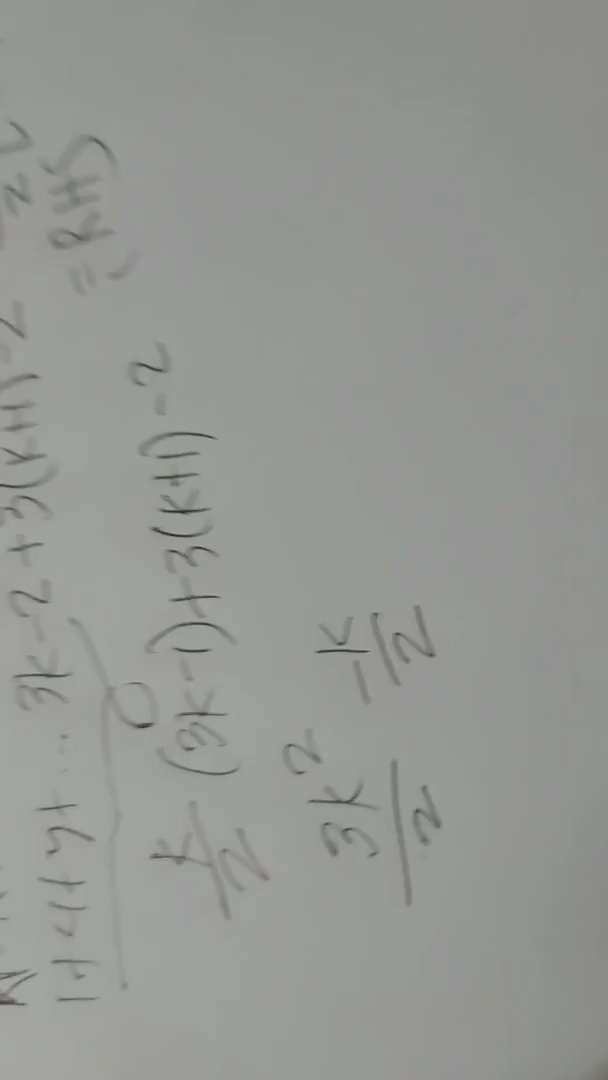 1+4+7+...3k-2+3(k+1)-2
=RHS
k/2(3k-1)+3(k+1)-2
3k²/2 -k/2